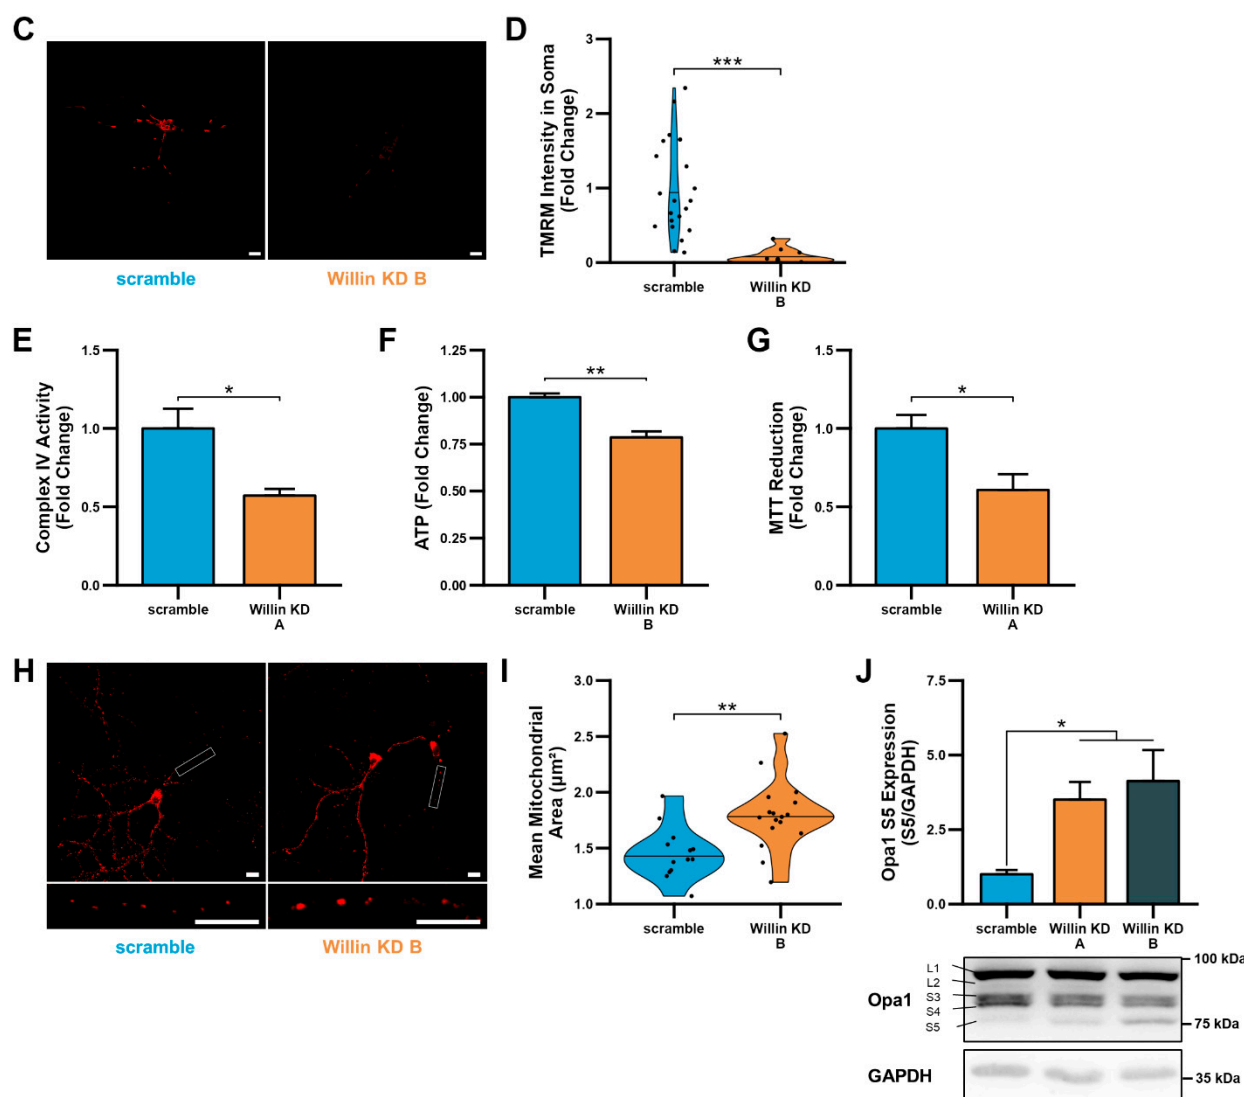 C
scramble
Willin KD B
D
TMRM Intensity in Soma
(Fold Change)
3
2
1
0
***
scramble
Willin KD
B
E
Complex IV Activity
(Fold Change)
1.5
1.0
0.5
0.0
*
scramble
Willin KD
A
F
ATP (Fold Change)
1.25
1.00
0.75
0.50
0.25
0.00
**
scramble
Wiillin KD
B
G
MTT Reduction
(Fold Change)
1.5
1.0
0.5
0.0
*
scramble
Willin KD
A
H
scramble
Willin KD B
I
Mean Mitochondrial
Area (µm²)
3.0
2.5
2.0
1.5
1.0
**
scramble
Willin KD
B
J
Opa1 S5 Expression
(S5/GAPDH)
7.5
5.0
2.5
0.0
*
scramble
Willin KD
A
Willin KD
B
Opa1
L1
L2
S3
S4
S5
100 kDa
75 kDa
GAPDH
35 kDa